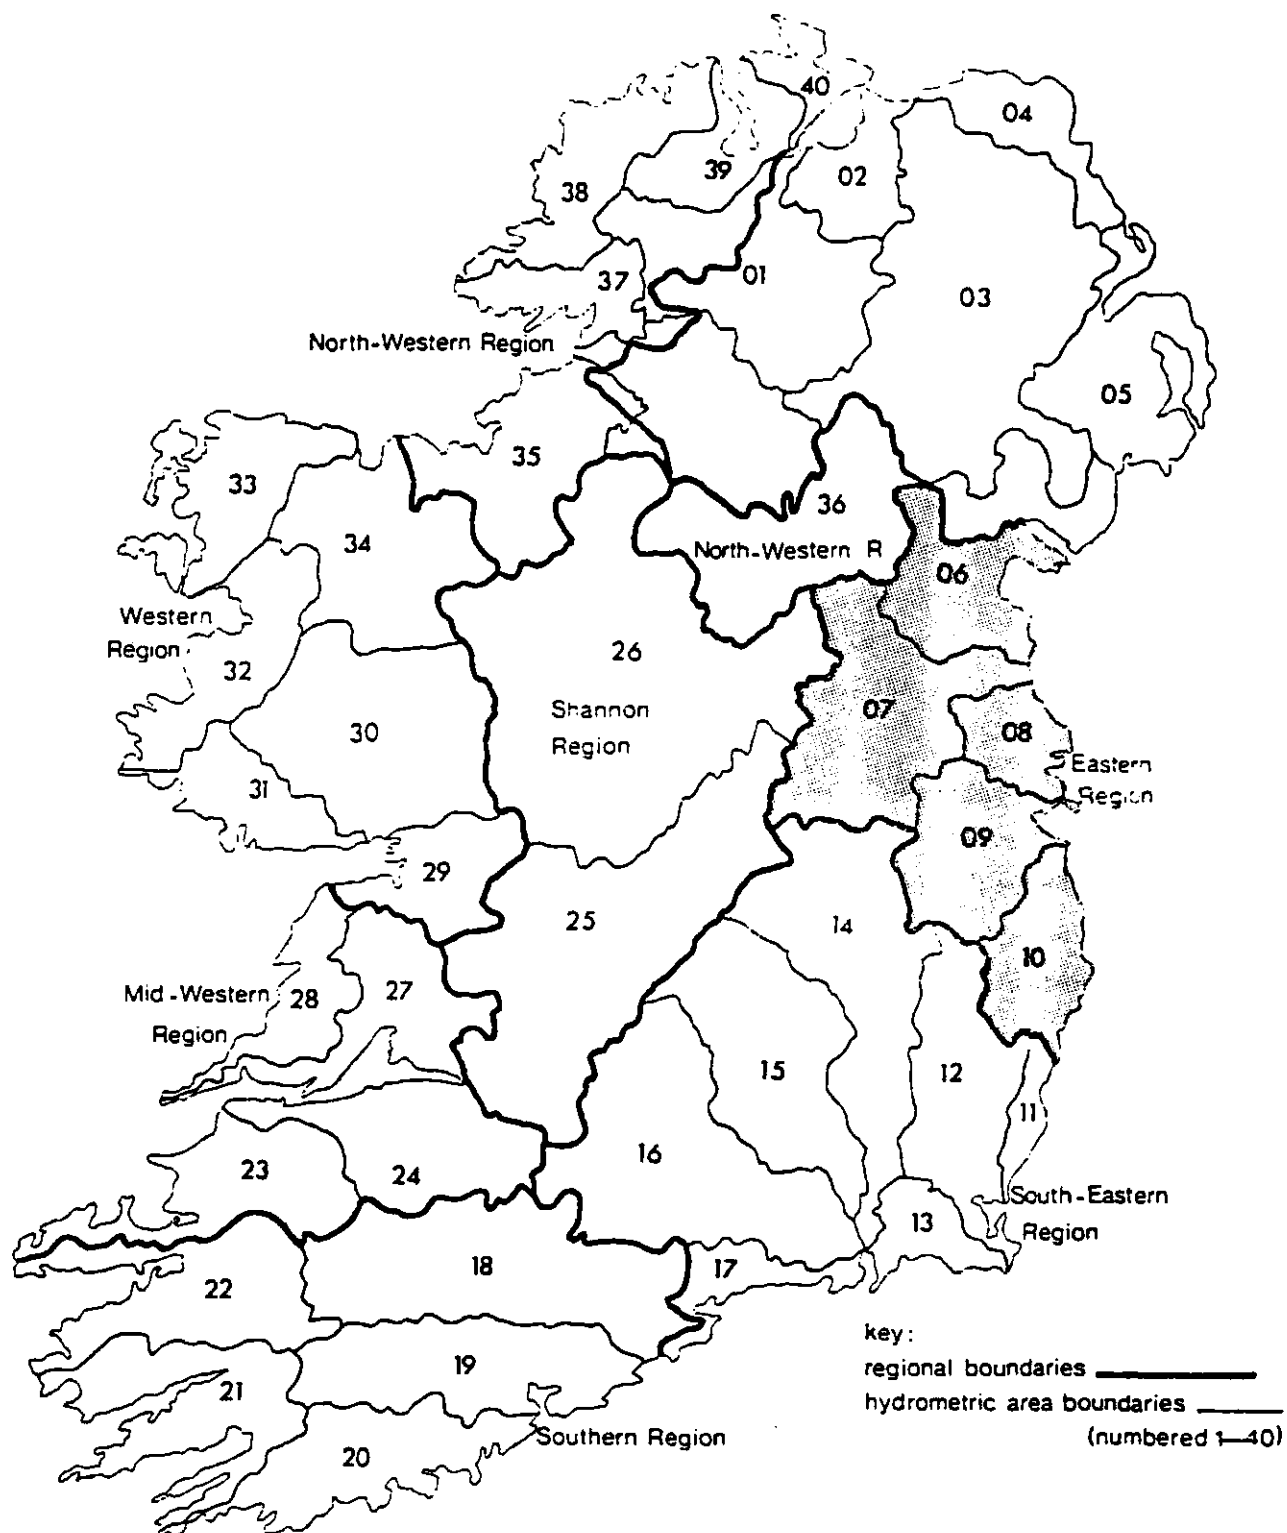 40
04
39
02
38
01
37
03
North-Western Region
05
35
33
36
34
North-Western R
06
Western
Region
26
32
07
Shannon
Region
30
08
Eastern
Region
31
09
29
25
14
10
Mid-Western
Region
28
27
15
12
11
16
23
24
South-Eastern
Region
13
18
17
22
key:
regional boundaries
hydrometric area boundaries
(numbered 1—40)
19
21
Southern Region
20